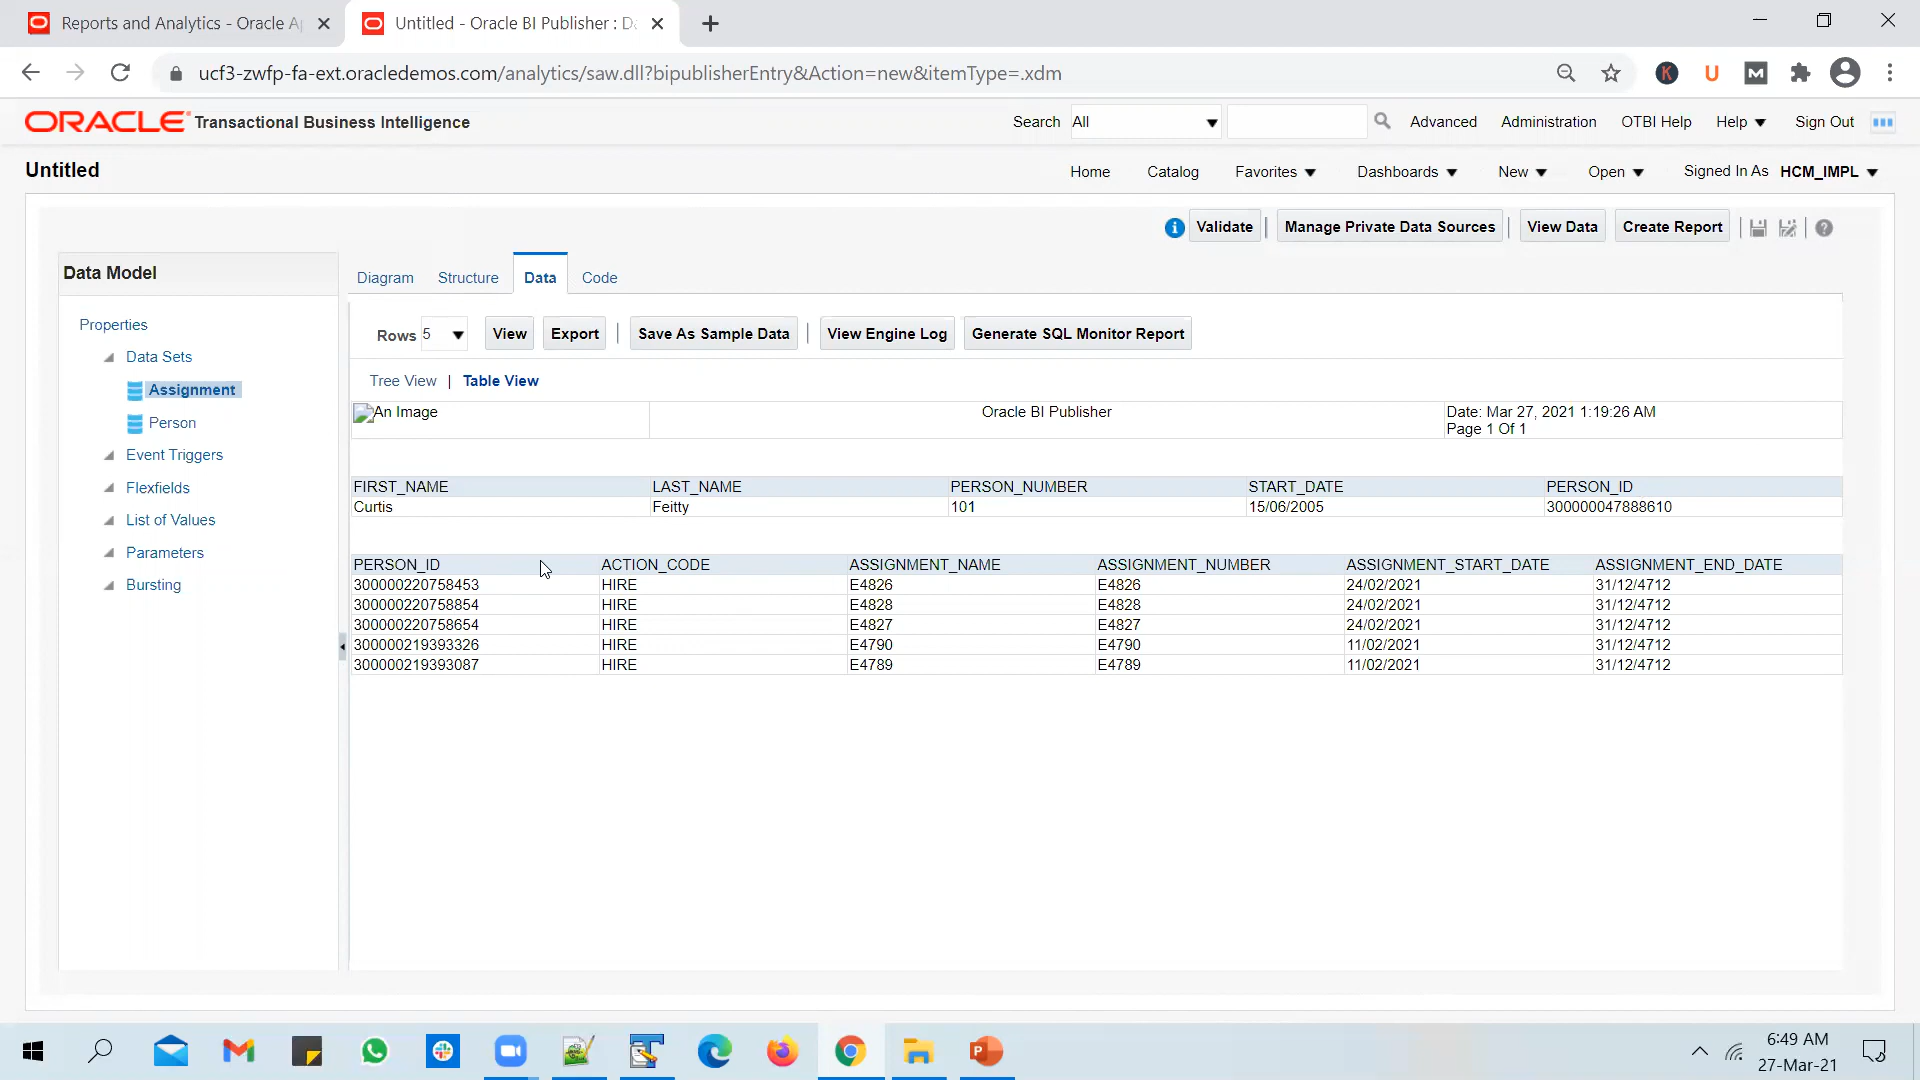 Reports and Analytics - Oracle A
Untitled - Oracle BI Publisher : D
ucf3-zwfp-fa-ext.oracledemos.com/analytics/saw.dll?bipublisherEntry&Action=new&itemType=.xdm
ORACLE Transactional Business Intelligence
Search All Advanced Administration OTBI Help Help Sign Out
Untitled
Home Catalog Favorites Dashboards New Open Signed In As HCM_IMPL
Validate Manage Private Data Sources View Data Create Report
Data Model
Diagram Structure Data Code
Properties
Data Sets
Assignment
Person
Event Triggers
Flexfields
List of Values
Parameters
Bursting
Rows 5 View Export Save As Sample Data View Engine Log Generate SQL Monitor Report
Tree View | Table View
An Image Oracle BI Publisher Date: Mar 27, 2021 1:19:26 AM
Page 1 Of 1
FIRST_NAME LAST_NAME PERSON_NUMBER START_DATE PERSON_ID
Curtis Feitty 101 15/06/2005 300000047888610
PERSON_ID ACTION_CODE ASSIGNMENT_NAME ASSIGNMENT_NUMBER ASSIGNMENT_START_DATE ASSIGNMENT_END_DATE
300000220758453 HIRE E4826 E4826 24/02/2021 31/12/4712
300000220758854 HIRE E4828 E4828 24/02/2021 31/12/4712
300000220758654 HIRE E4827 E4827 24/02/2021 31/12/4712
300000219393326 HIRE E4790 E4790 11/02/2021 31/12/4712
300000219393087 HIRE E4789 E4789 11/02/2021 31/12/4712
6:49 AM
27-Mar-21